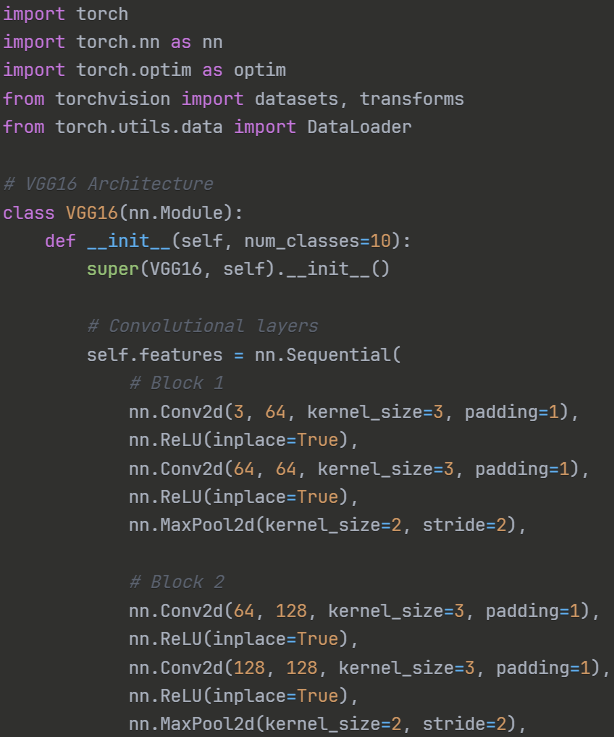 import torch
import torch.nn as nn
import torch.optim as optim
from torchvision import datasets, transforms
from torch.utils.data import DataLoader

# VGG16 Architecture
class VGG16(nn.Module):
    def __init__(self, num_classes=10):
        super(VGG16, self).__init__()

        # Convolutional layers
        self.features = nn.Sequential(
            # Block 1
            nn.Conv2d(3, 64, kernel_size=3, padding=1),
            nn.ReLU(inplace=True),
            nn.Conv2d(64, 64, kernel_size=3, padding=1),
            nn.ReLU(inplace=True),
            nn.MaxPool2d(kernel_size=2, stride=2),

            # Block 2
            nn.Conv2d(64, 128, kernel_size=3, padding=1),
            nn.ReLU(inplace=True),
            nn.Conv2d(128, 128, kernel_size=3, padding=1),
            nn.ReLU(inplace=True),
            nn.MaxPool2d(kernel_size=2, stride=2),